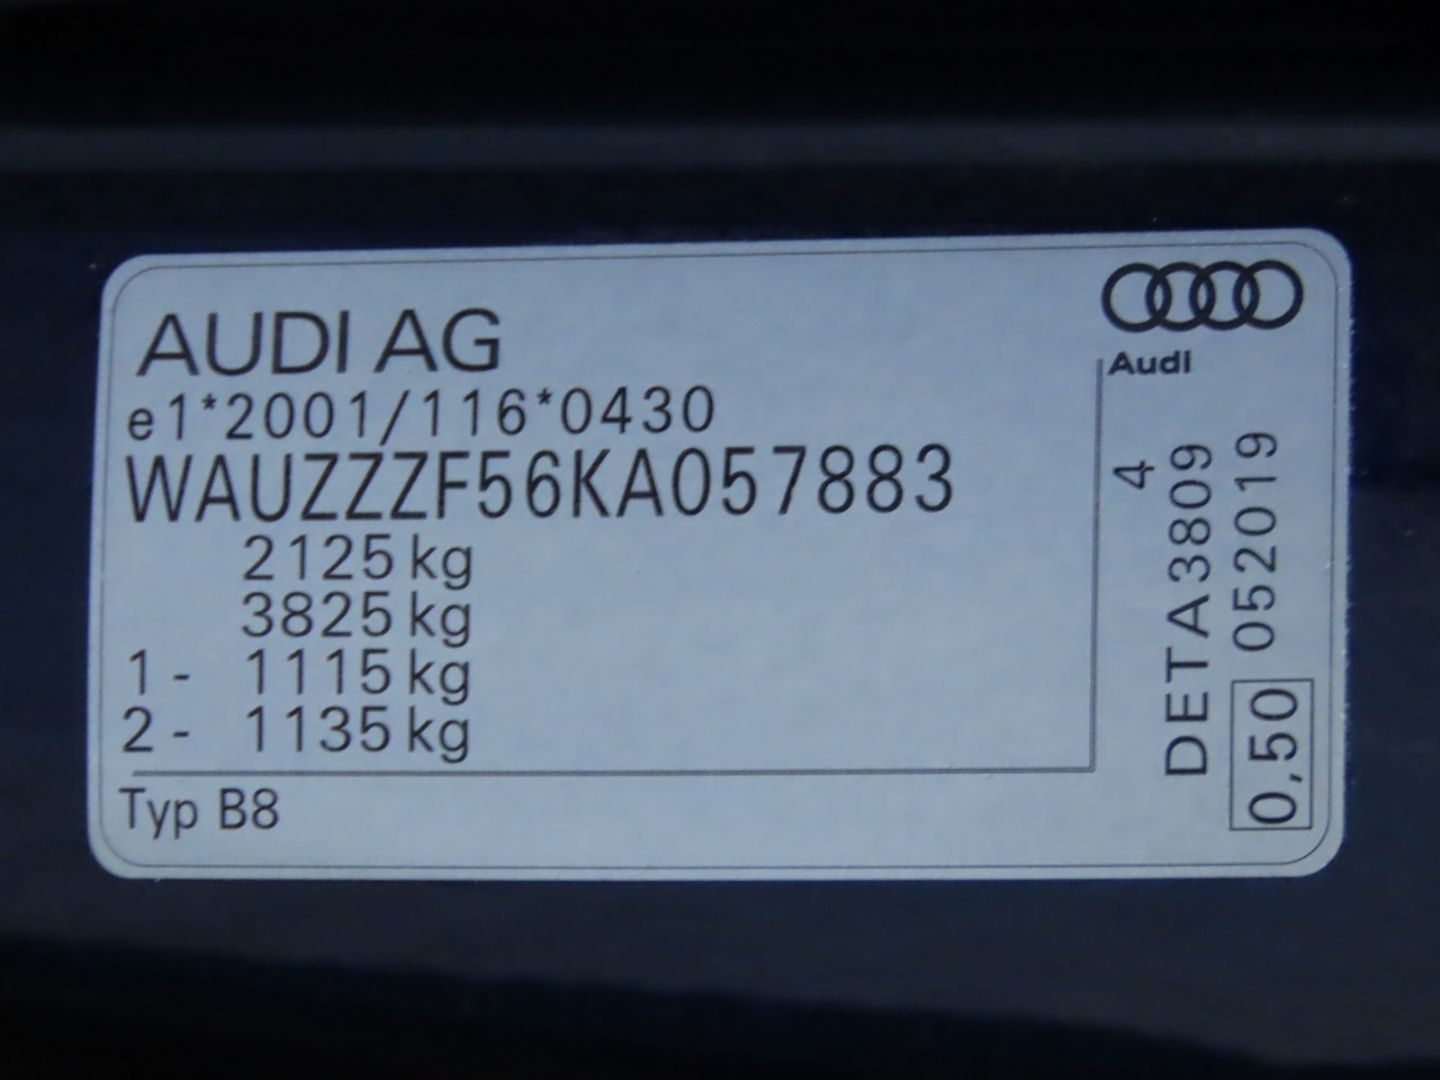 AUDI AG
e1*2001/116*0430
WAUZZZF56KA057883
2125 kg
3825 kg
1 - 1115 kg
2 - 1135 kg
Typ B8
Audi
4
DETA3809
0,50 052019